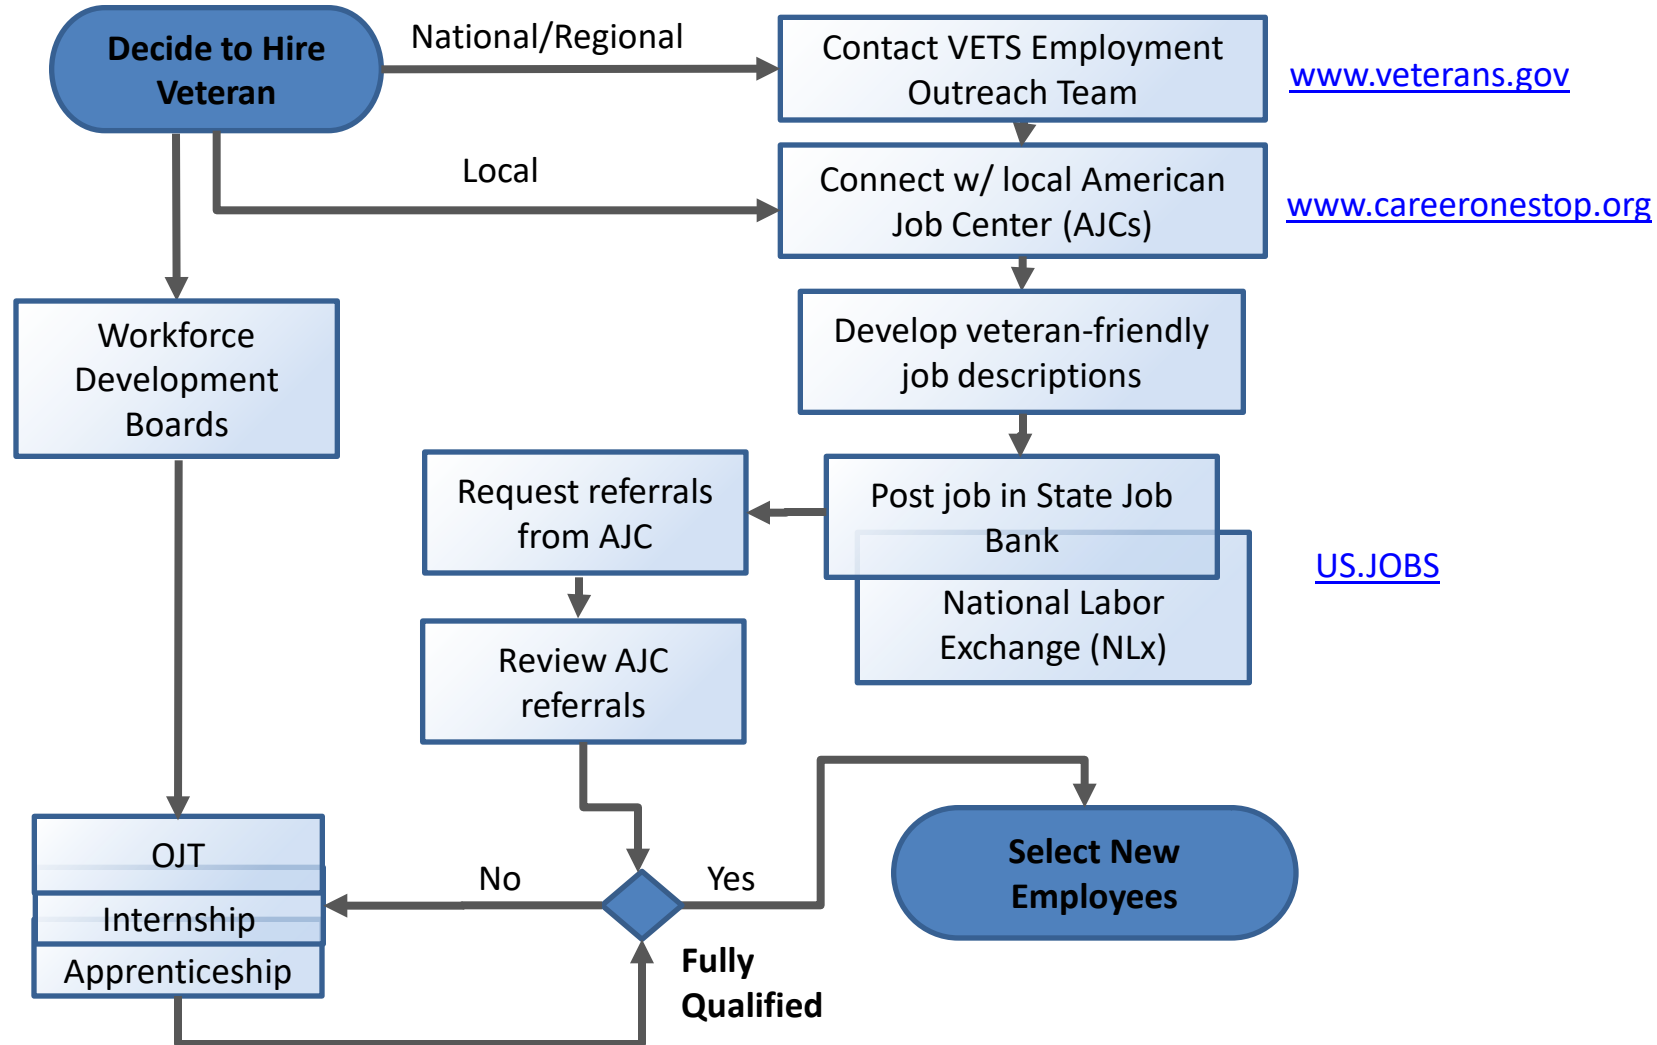 Decide to Hire
Veteran
National/Regional
Contact VETS Employment
Outreach Team
www.veterans.gov
Local
Connect w/ local American
Job Center (AJCs)
www.careeronestop.org
Workforce
Development
Boards
Develop veteran-friendly
job descriptions
Request referrals
from AJC
Post job in State Job
Bank
National Labor
Exchange (NLx)
US.JOBS
Review AJC
referrals
OJT
Internship
Apprenticeship
No
Yes
Fully
Qualified
Select New
Employees